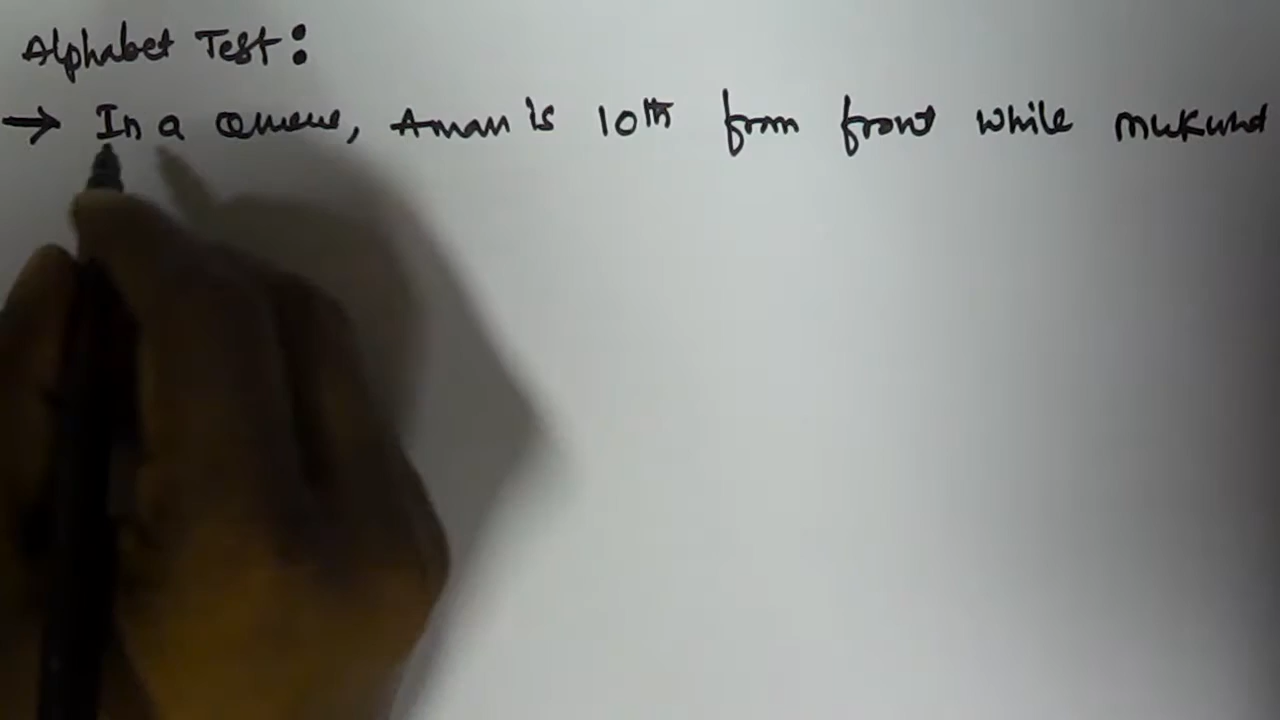 Alphabet Test:
→ In a Queue, Aman is 10th from front while mukund